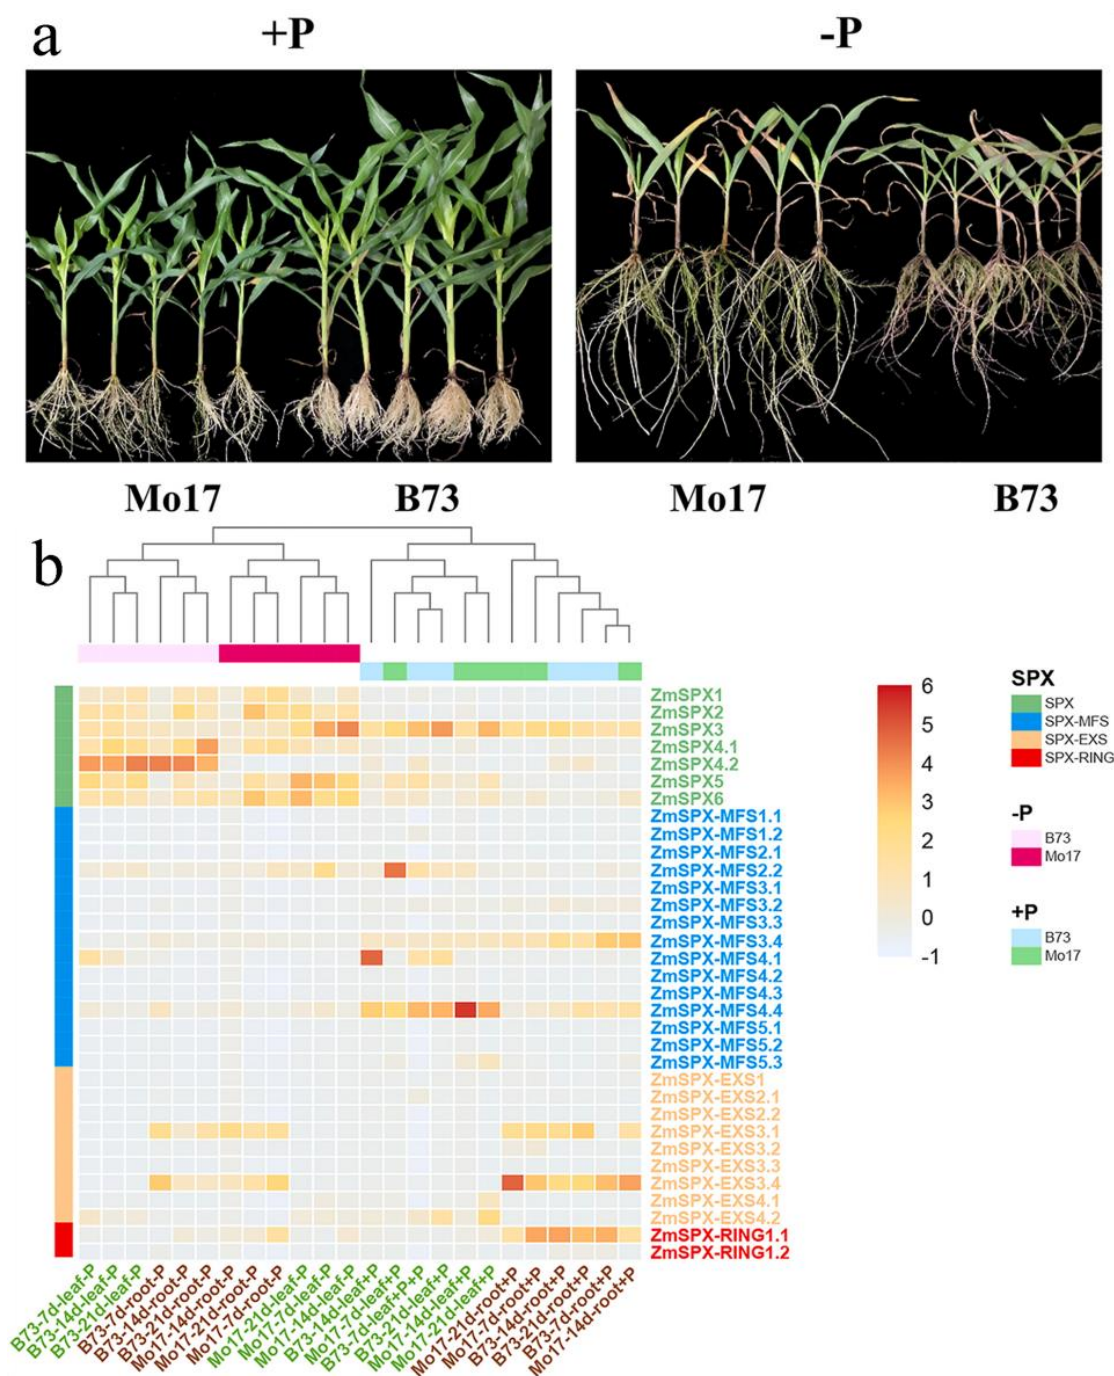 a
+P
-P
Mo17
B73
Mo17
B73
b
ZmSPX1
ZmSPX2
ZmSPX3
ZmSPX4.1
ZmSPX4.2
ZmSPX5
ZmSPX6
ZmSPX-MFS1.1
ZmSPX-MFS1.2
ZmSPX-MFS2.1
ZmSPX-MFS2.2
ZmSPX-MFS3.1
ZmSPX-MFS3.2
ZmSPX-MFS3.3
ZmSPX-MFS3.4
ZmSPX-MFS4.1
ZmSPX-MFS4.2
ZmSPX-MFS4.3
ZmSPX-MFS4.4
ZmSPX-MFS5.1
ZmSPX-MFS5.2
ZmSPX-MFS5.3
ZmSPX-EXS1
ZmSPX-EXS2.1
ZmSPX-EXS2.2
ZmSPX-EXS3.1
ZmSPX-EXS3.2
ZmSPX-EXS3.3
ZmSPX-EXS3.4
ZmSPX-EXS4.1
ZmSPX-EXS4.2
ZmSPX-RING1.1
ZmSPX-RING1.2
6
5
4
3
2
1
0
-1
SPX
SPX
SPX-MFS
SPX-EXS
SPX-RING
-P
B73
Mo17
+P
B73
Mo17
B73-7d-leaf-P
B73-14d-leaf-P
B73-21d-leaf-P
B73-7d-root-P
B73-14d-root-P
B73-21d-root-P
Mo17-14d-root-P
Mo17-21d-root-P
Mo17-7d-root-P
Mo17-21d-leaf-P
Mo17-7d-leaf-P
Mo17-14d-leaf-P
B73-14d-leaf+P
Mo17-7d-leaf+P
B73-7d-leaf+P+P
B73-21d-leaf+P
Mo17-14d-leaf+P
Mo17-21d-leaf+P
Mo17-21d-root+P
Mo17-7d-root+P
B73-14d-root+P
B73-21d-root+P
B73-7d-root+P
Mo17-14d-root+P